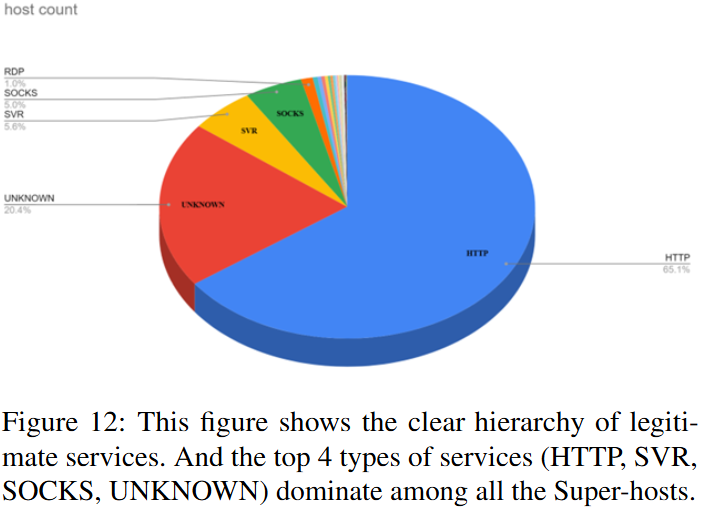 host count
RDP
1.0%
SOCKS
5.0%
SVR
5.6%
SOCKS
SVR
UNKNOWN
20.4%
UNKNOWN
HTTP
HTTP
65.1%
Figure 12: This figure shows the clear hierarchy of legiti-
mate services. And the top 4 types of services (HTTP, SVR,
SOCKS, UNKNOWN) dominate among all the Super-hosts.